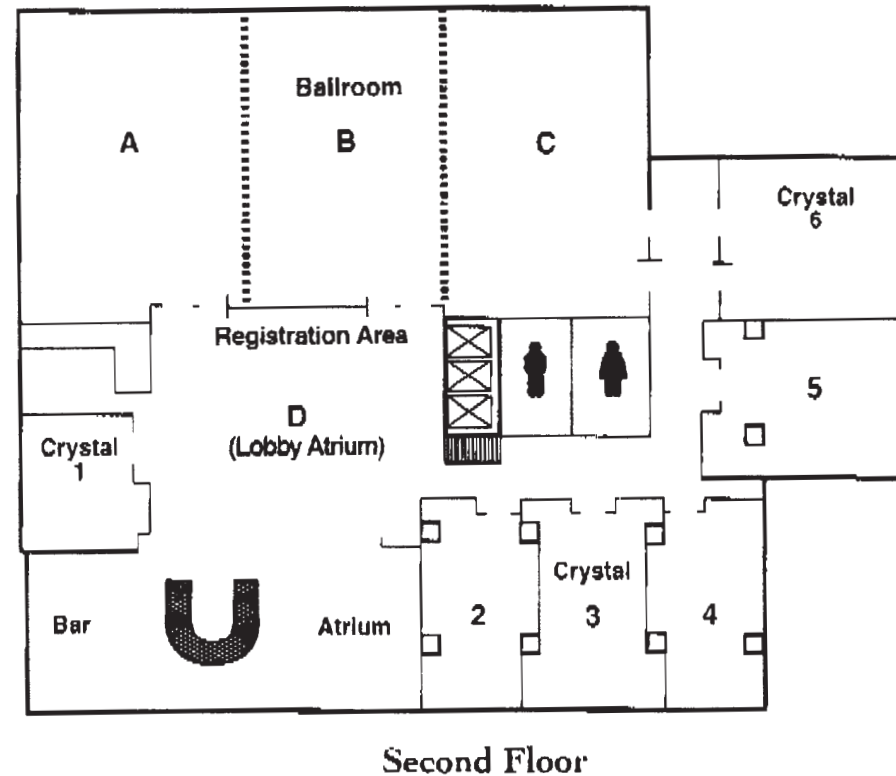 Ballroom
A
B
C
Crystal
6
Registration Area
D
(Lobby Atrium)
5
Crystal
1
Crystal
2
3
4
Bar
Atrium
Second Floor